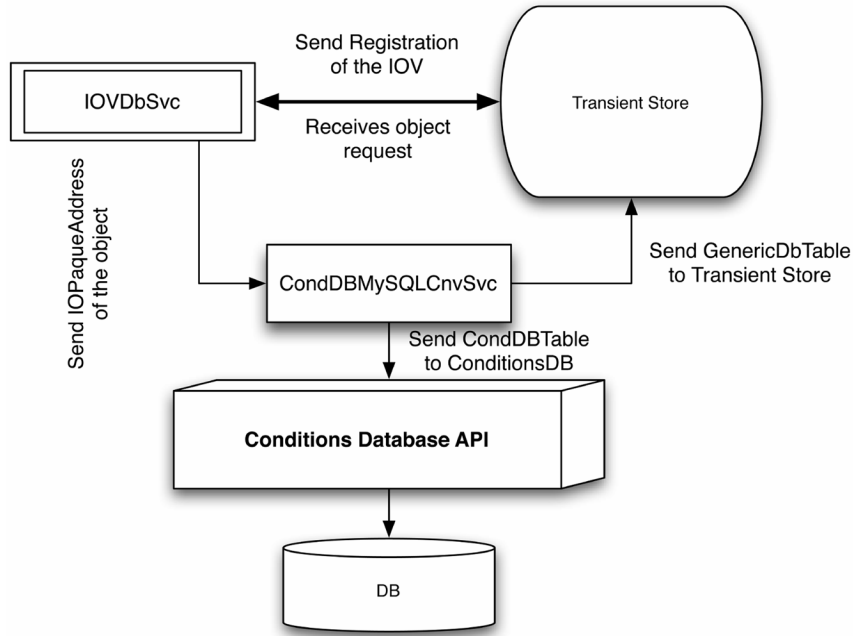 Send Registration
of the IOV
IOVDbSvc
Transient Store
Receives object
request
Send IOPaqueAddress
of the object
Send GenericDbTable
to Transient Store
CondDBMySQLCnvSvc
Send CondDBTable
to ConditionsDB
Conditions Database API
DB